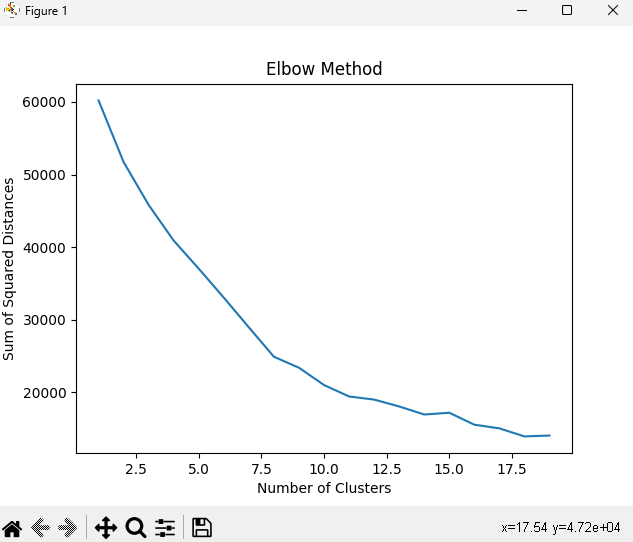 Figure 1
Elbow Method
60000
50000
40000
30000
20000
Sum of Squared Distances
2.5 5.0 7.5 10.0 12.5 15.0 17.5
Number of Clusters
x=17.54 y=4.72e+04